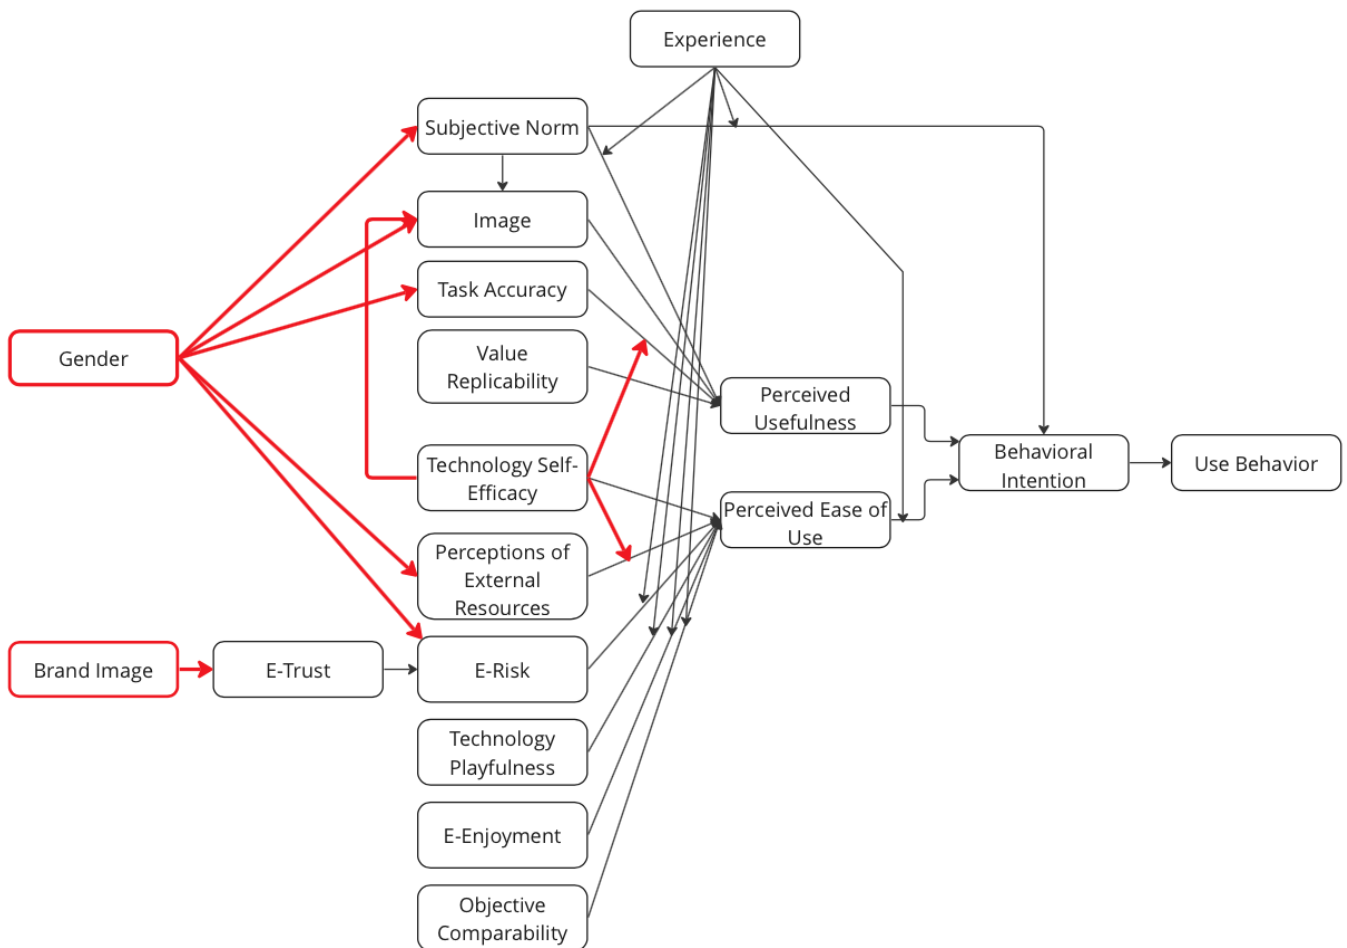 Experience
Subjective Norm
Image
Task Accuracy
Gender
Value
Replicability
Perceived
Usefulness
Technology Self-
Efficacy
Behavioral
Intention
Use Behavior
Perceived Ease of
Use
Perceptions of
External
Resources
Brand Image
E-Trust
E-Risk
Technology
Playfulness
E-Enjoyment
Objective
Comparability